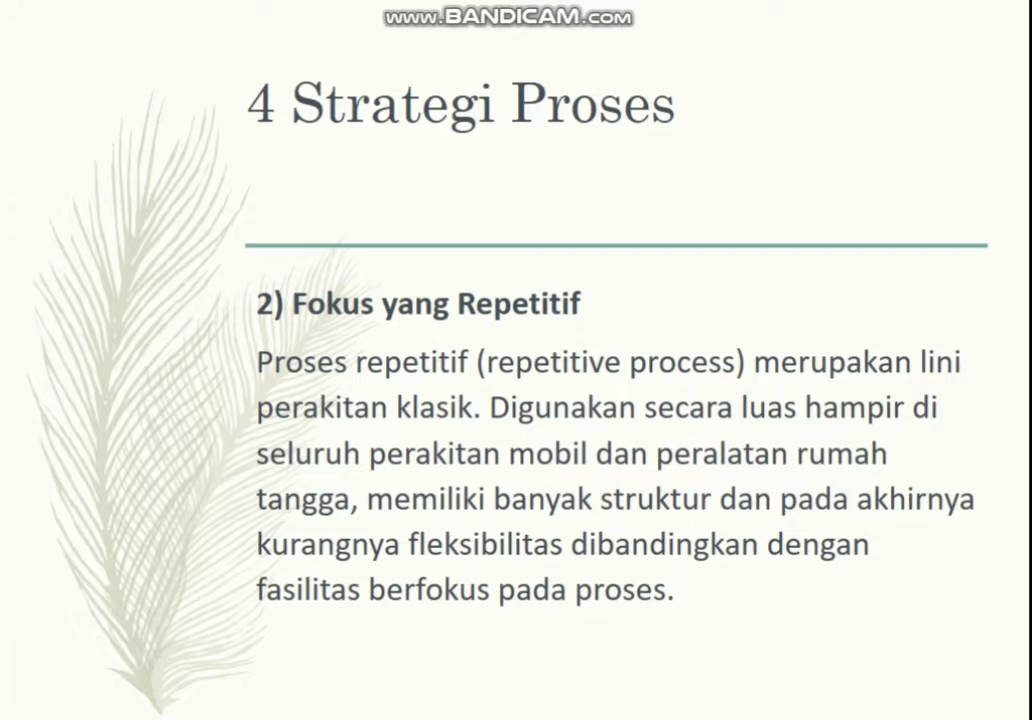 www.BANDICAM.com
4 Strategi Proses
2) Fokus yang Repetitif
Proses repetitif (repetitive process) merupakan lini
perakitan klasik. Digunakan secara luas hampir di
seluruh perakitan mobil dan peralatan rumah
tangga, memiliki banyak struktur dan pada akhirnya
kurangnya fleksibilitas dibandingkan dengan
fasilitas berfokus pada proses.